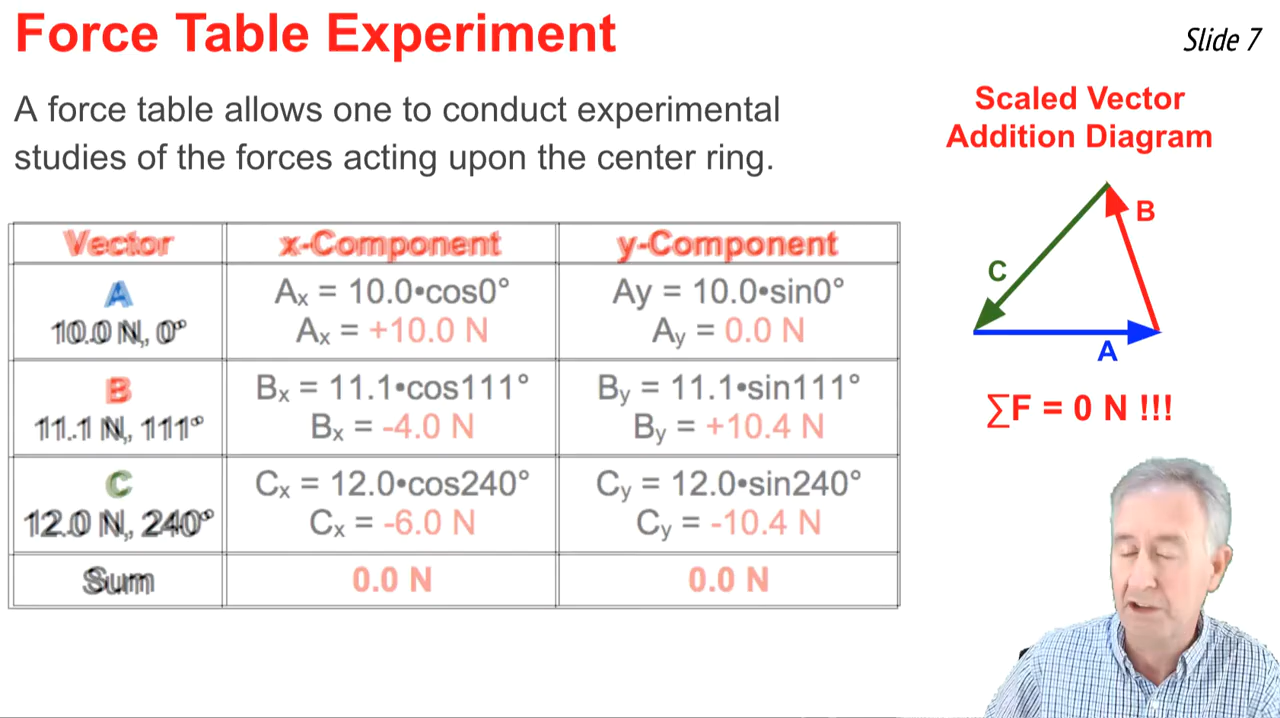 Force Table Experiment
Slide 7
A force table allows one to conduct experimental
studies of the forces acting upon the center ring.
Vector x-Component y-Component
A
10.0 N, 0°
Ax = 10.0•cos0°
Ax = +10.0 N
Ay = 10.0•sin0°
Ay = 0.0 N
B
11.1 N, 111°
Bx = 11.1•cos111°
Bx = -4.0 N
By = 11.1•sin111°
By = +10.4 N
C
12.0 N, 240°
Cx = 12.0•cos240°
Cx = -6.0 N
Cy = 12.0•sin240°
Cy = -10.4 N
Sum 0.0 N 0.0 N
Scaled Vector
Addition Diagram
B
C
A
∑F = 0 N !!!